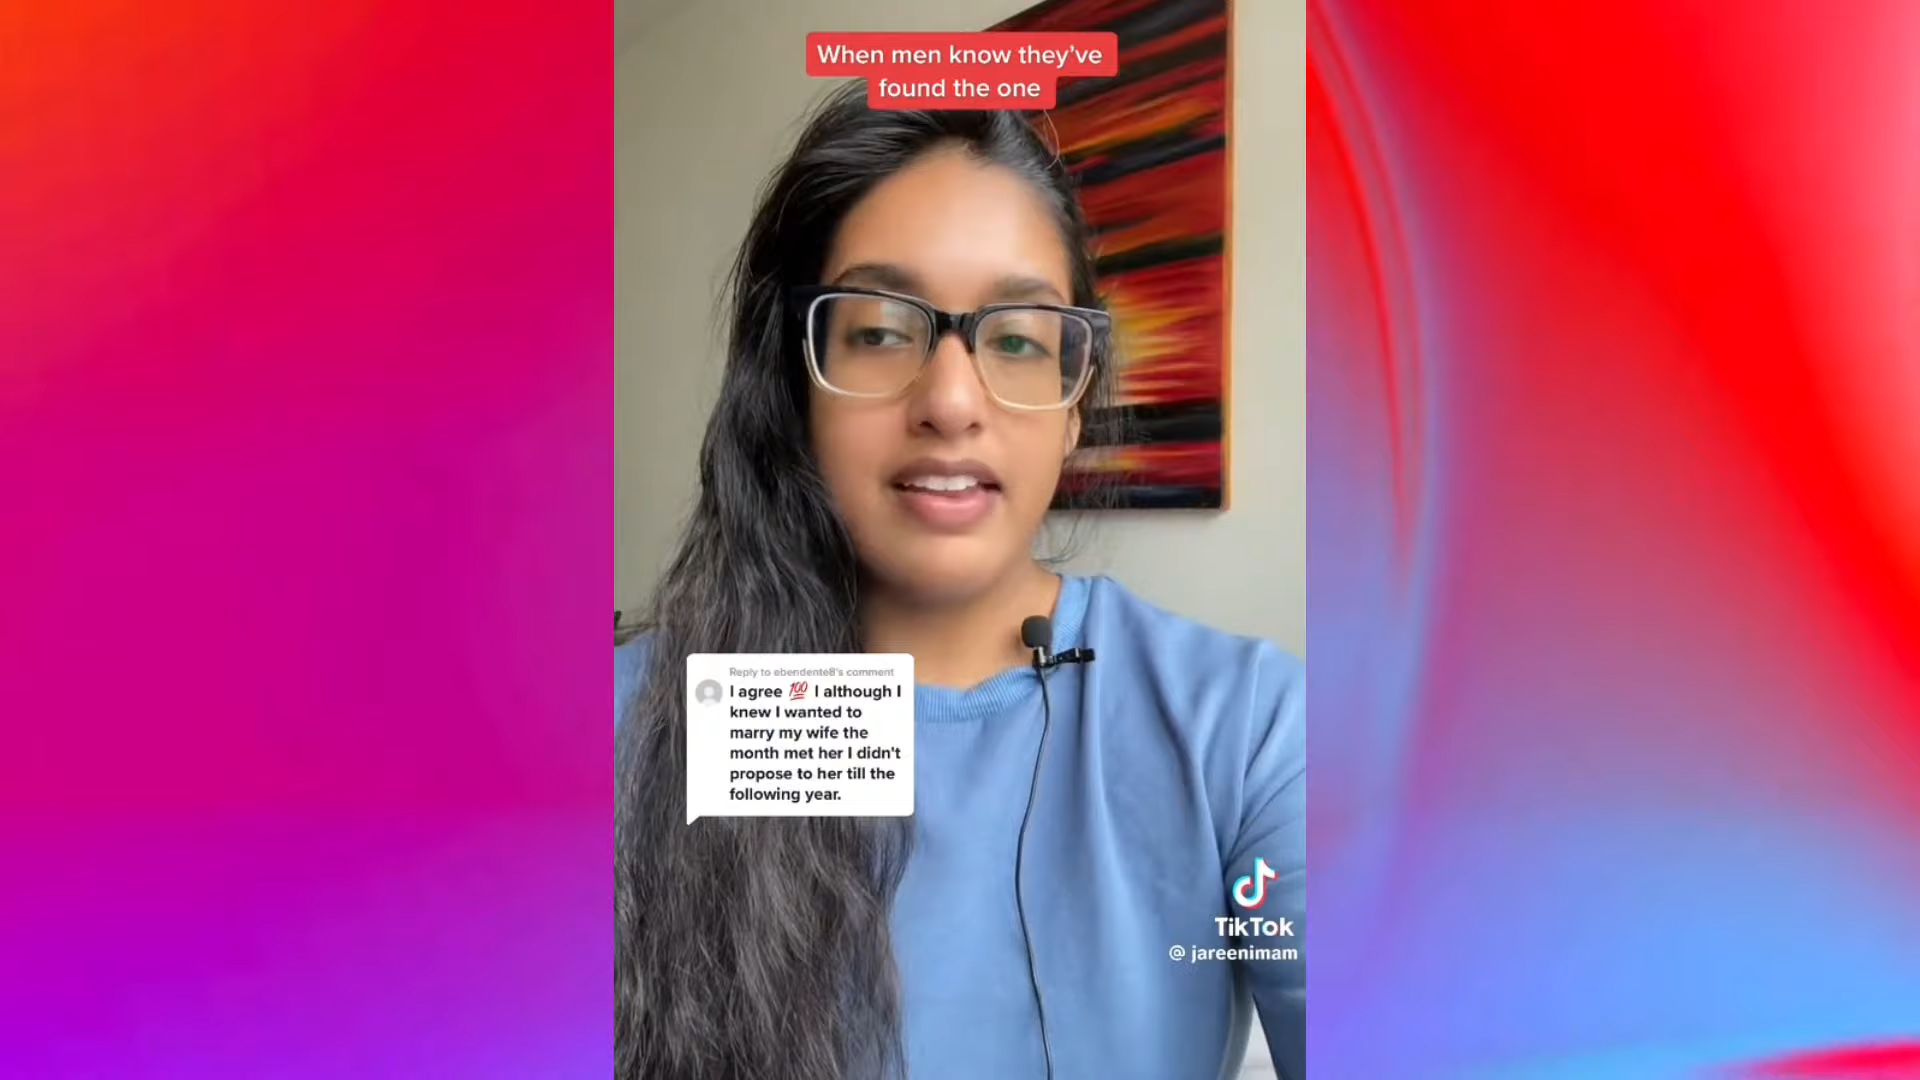 When men know they've
found the one
Reply to ebendente8's comment
I agree 💯 I although I
knew I wanted to
marry my wife the
month met her I didn't
propose to her till the
following year.
TikTok
@ jareenimam